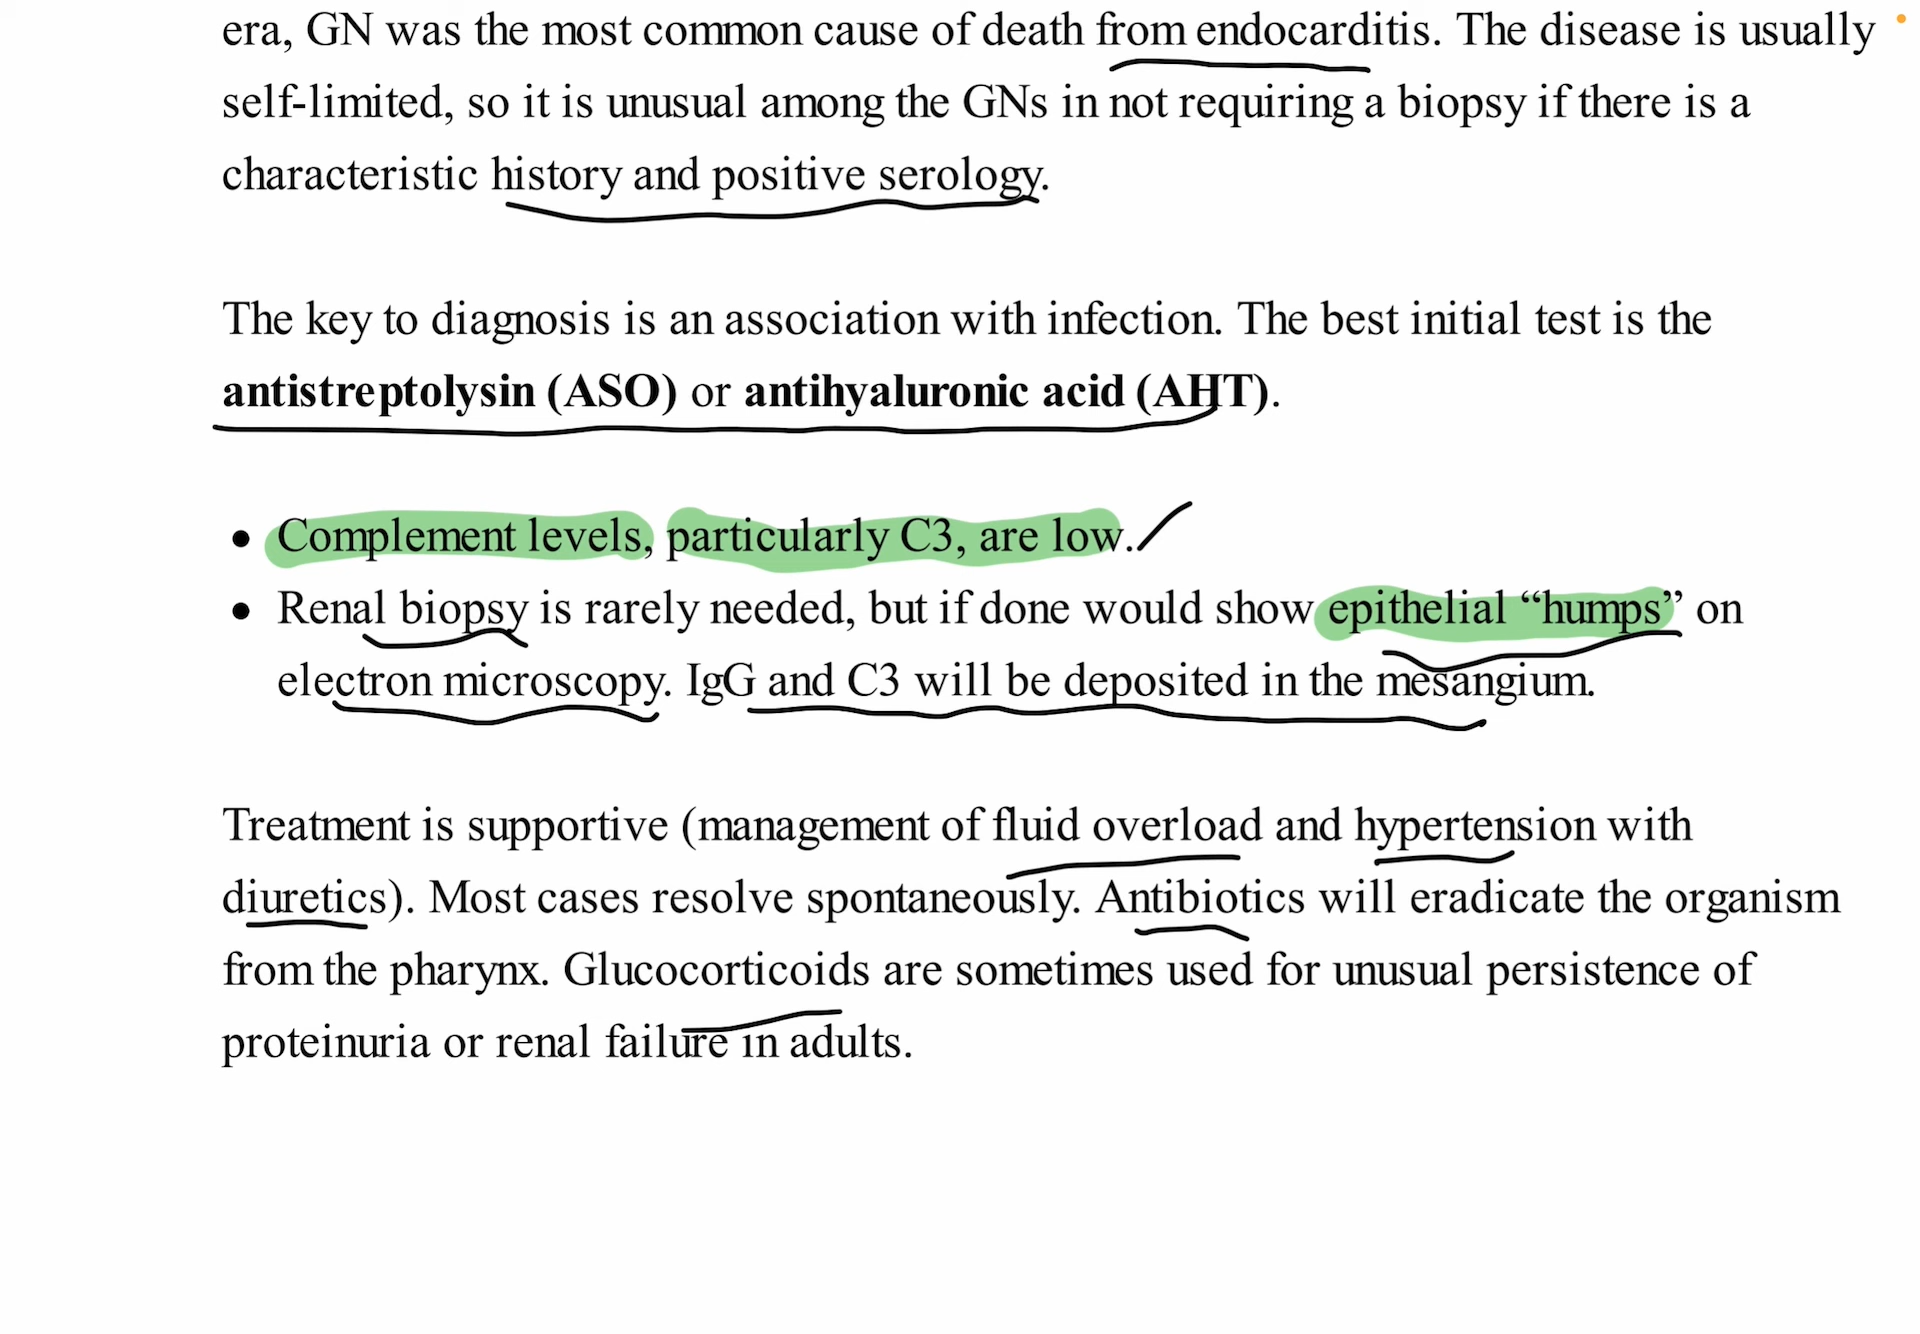 era, GN was the most common cause of death from endocarditis. The disease is usually
self-limited, so it is unusual among the GNs in not requiring a biopsy if there is a
characteristic history and positive serology.
The key to diagnosis is an association with infection. The best initial test is the
antistreptolysin (ASO) or antihyaluronic acid (AHT).
• Complement levels, particularly C3, are low.
• Renal biopsy is rarely needed, but if done would show epithelial “humps” on
electron microscopy. IgG and C3 will be deposited in the mesangium.
Treatment is supportive (management of fluid overload and hypertension with
diuretics). Most cases resolve spontaneously. Antibiotics will eradicate the organism
from the pharynx. Glucocorticoids are sometimes used for unusual persistence of
proteinuria or renal failure in adults.